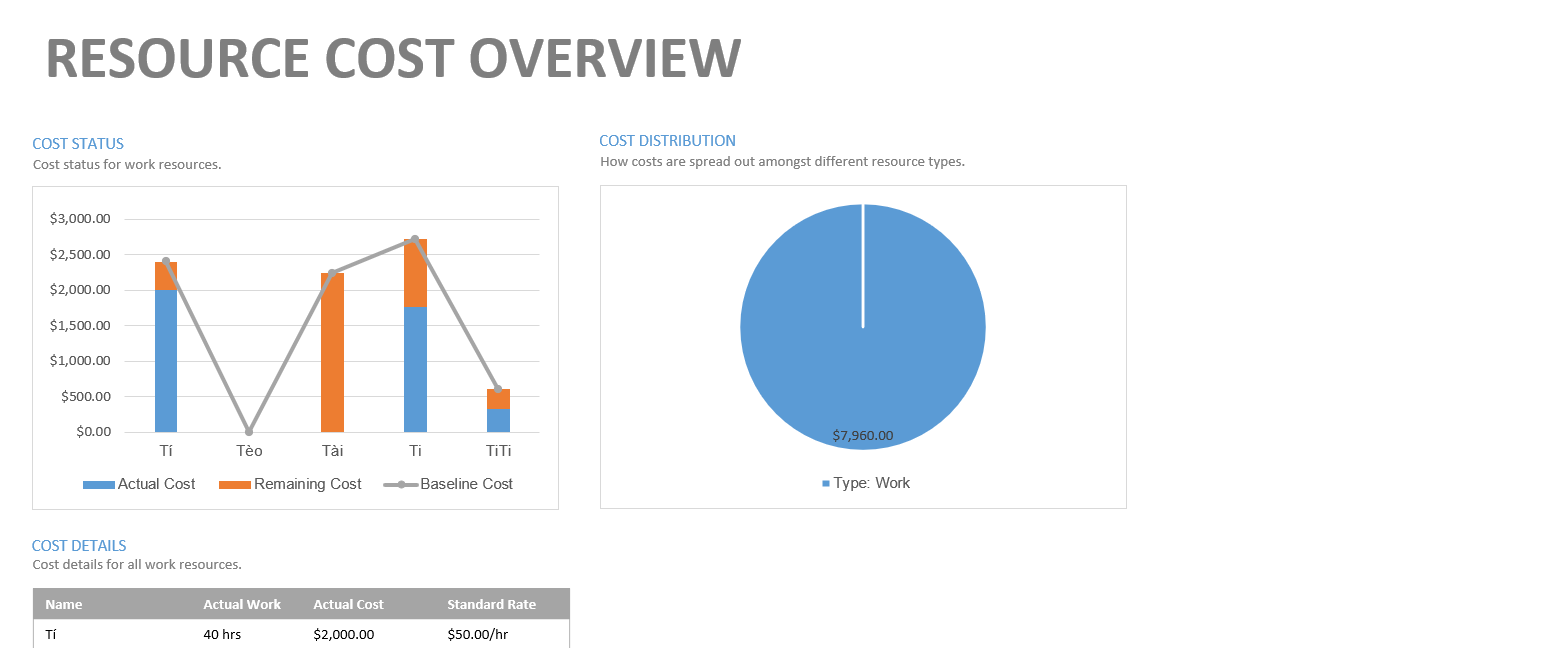 RESOURCE COST OVERVIEW
COST STATUS
Cost status for work resources.
$3,000.00
$2,500.00
$2,000.00
$1,500.00
$1,000.00
$500.00
$0.00
Tí Tèo Tài Ti TiTi
Actual Cost Remaining Cost Baseline Cost
COST DISTRIBUTION
How costs are spread out amongst different resource types.
$7,960.00
Type: Work
COST DETAILS
Cost details for all work resources.
Name Actual Work Actual Cost Standard Rate
Tí 40 hrs $2,000.00 $50.00/hr